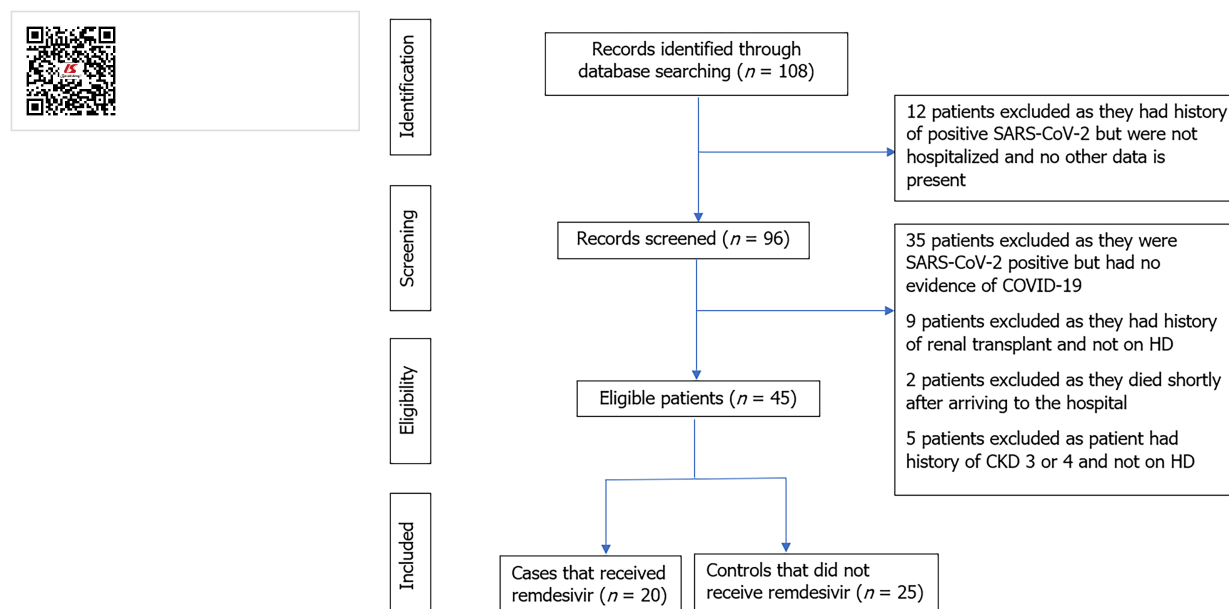 Identification
Records identified through
database searching (n = 108)
12 patients excluded as they had history
of positive SARS-CoV-2 but were not
hospitalized and no other data is
present
Screening
Records screened (n = 96)
35 patients excluded as they were
SARS-CoV-2 positive but had no
evidence of COVID-19
9 patients excluded as they had history
of renal transplant and not on HD
2 patients excluded as they died shortly
after arriving to the hospital
5 patients excluded as patient had
history of CKD 3 or 4 and not on HD
Eligibility
Eligible patients (n = 45)
Included
Cases that received
remdesivir (n = 20)
Controls that did not
receive remdesivir (n = 25)